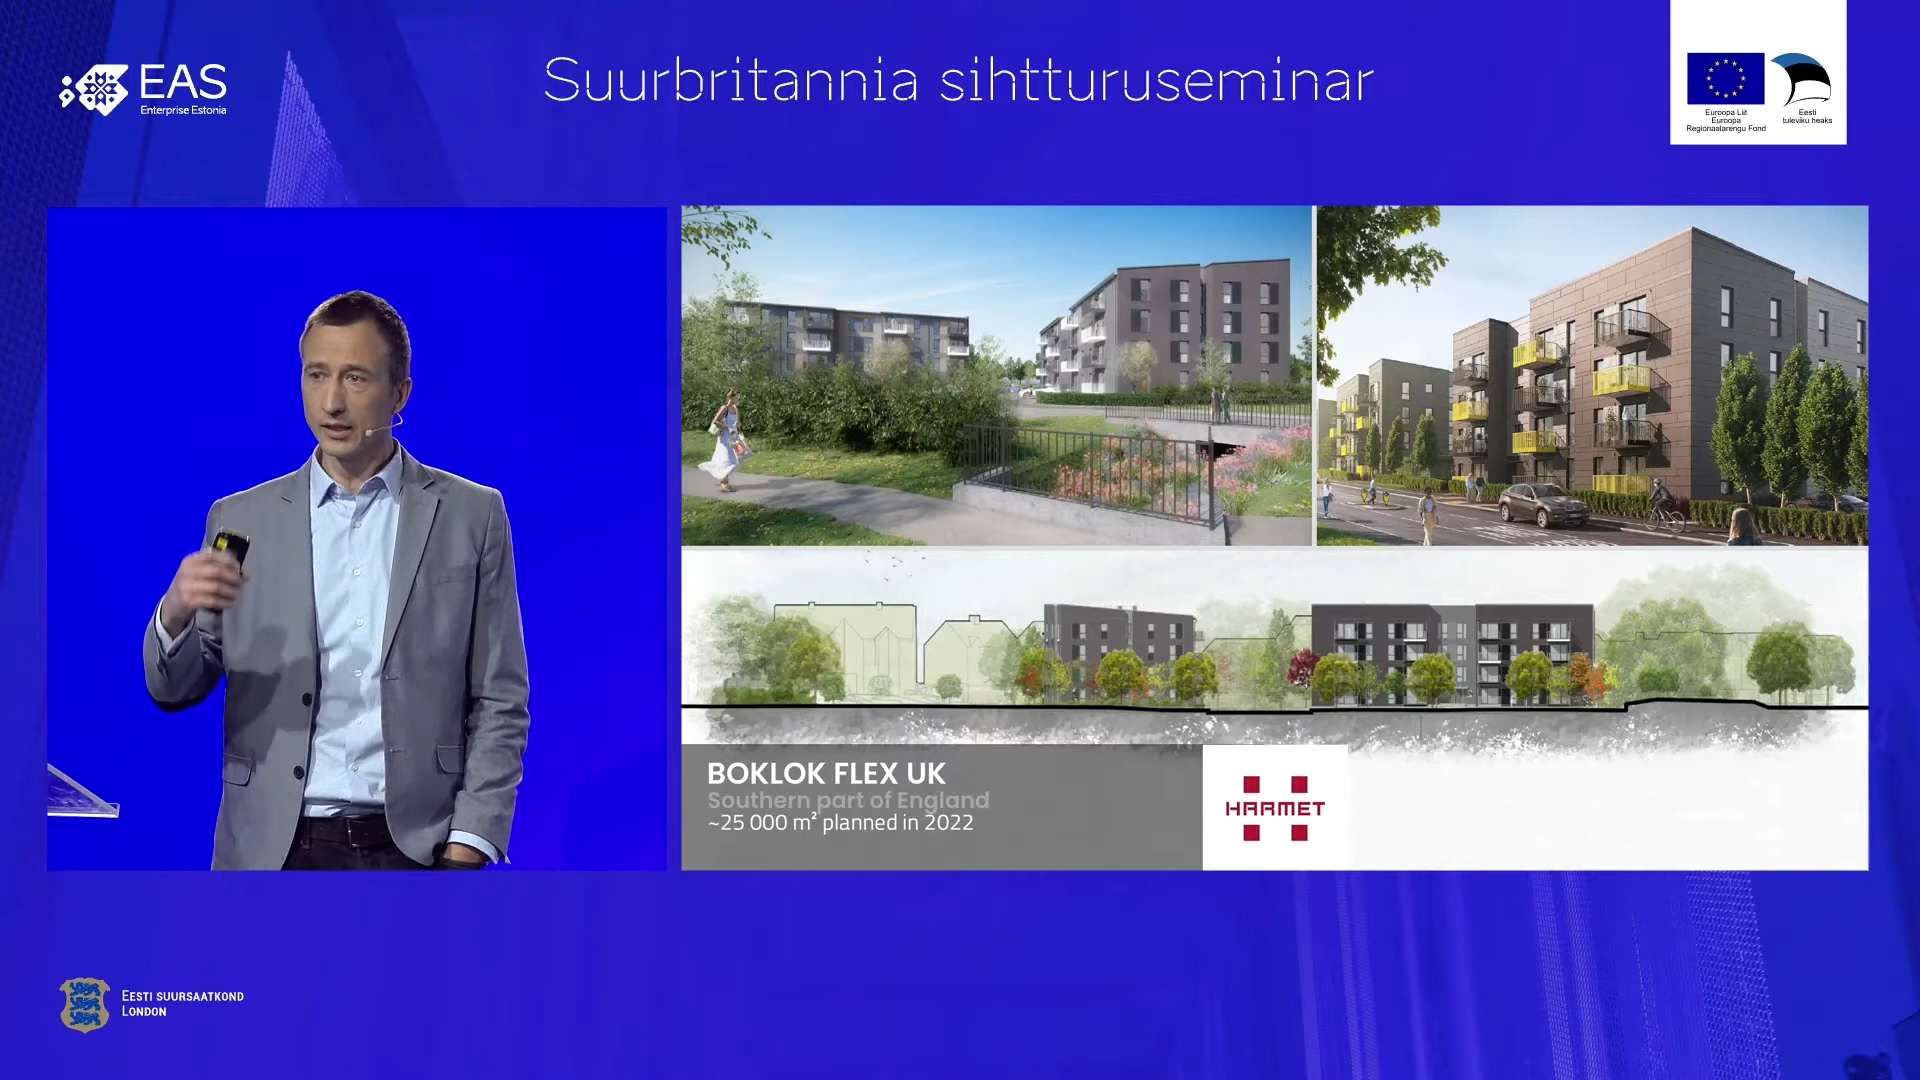 EAS
Enterprise Estonia
Suurbritannia sihtturuseminar
Euroopa Liit
Euroopa
Regionaalarengu Fond
Eesti
tuleviku heaks
BOKLOK FLEX UK
Southern part of England
~25 000 m² planned in 2022
HARMET
EESTI SUURSAATKOND
LONDON